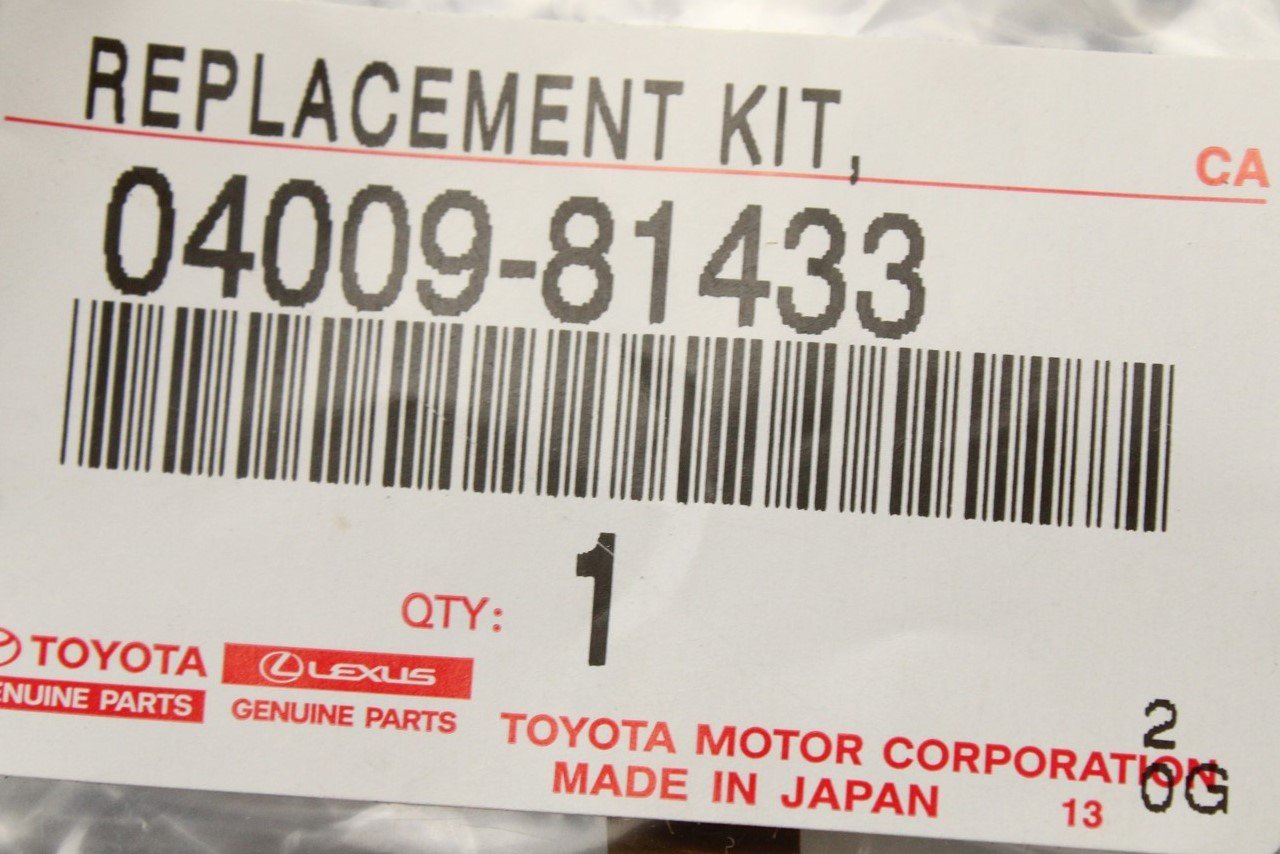 REPLACEMENT KIT,
CA
04009-81433
QTY: 1
TOYOTA
ENUINE PARTS
LEXUS
GENUINE PARTS
TOYOTA MOTOR CORPORATION
MADE IN JAPAN
13
2
0G